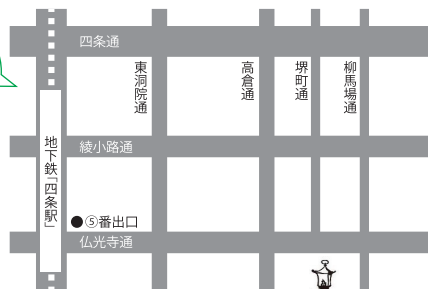 四条通
東洞院通
高倉通
堺町通
柳馬場通
綾小路通
地下鉄「四条駅」
●⑤番出口
仏光寺通